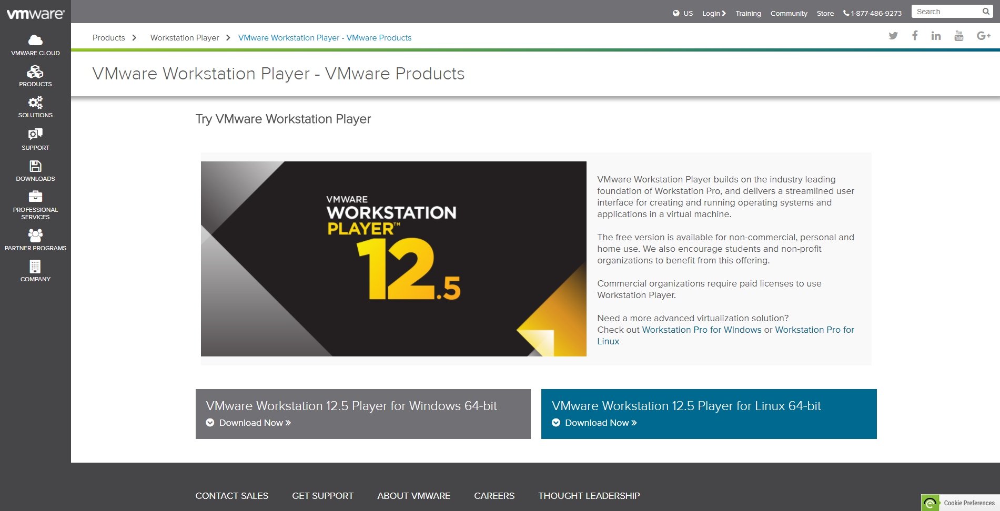 vmware
US Login Training Community Store 1-877-486-9273 Search
Products Workstation Player VMware Workstation Player - VMware Products
You Tube
G+
VMware Workstation Player - VMware Products
VMWARE CLOUD
PRODUCTS
SOLUTIONS
SUPPORT
DOWNLOADS
PROFESSIONAL
SERVICES
PARTNER PROGRAMS
COMPANY
Try VMware Workstation Player
VMWARE
WORKSTATION
PLAYER™
12.5
VMware Workstation Player builds on the industry leading
foundation of Workstation Pro, and delivers a streamlined user
interface for creating and running operating systems and
applications in a virtual machine.
The free version is available for non-commercial, personal and
home use. We also encourage students and non-profit
organizations to benefit from this offering.
Commercial organizations require paid licenses to use
Workstation Player.
Need a more advanced virtualization solution?
Check out Workstation Pro for Windows or Workstation Pro for
Linux
VMware Workstation 12.5 Player for Windows 64-bit
Download Now »
VMware Workstation 12.5 Player for Linux 64-bit
Download Now »
CONTACT SALES GET SUPPORT ABOUT VMWARE CAREERS THOUGHT LEADERSHIP
Cookie Preferences